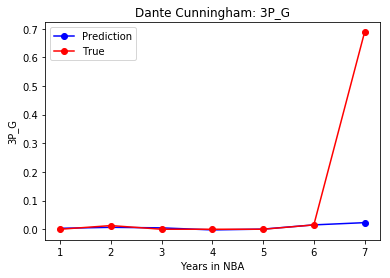 Dante Cunningham: 3P_G
Prediction
True
3P_G
0.7
0.6
0.5
0.4
0.3
0.2
0.1
0.0
1 2 3 4 5 6 7
Years in NBA